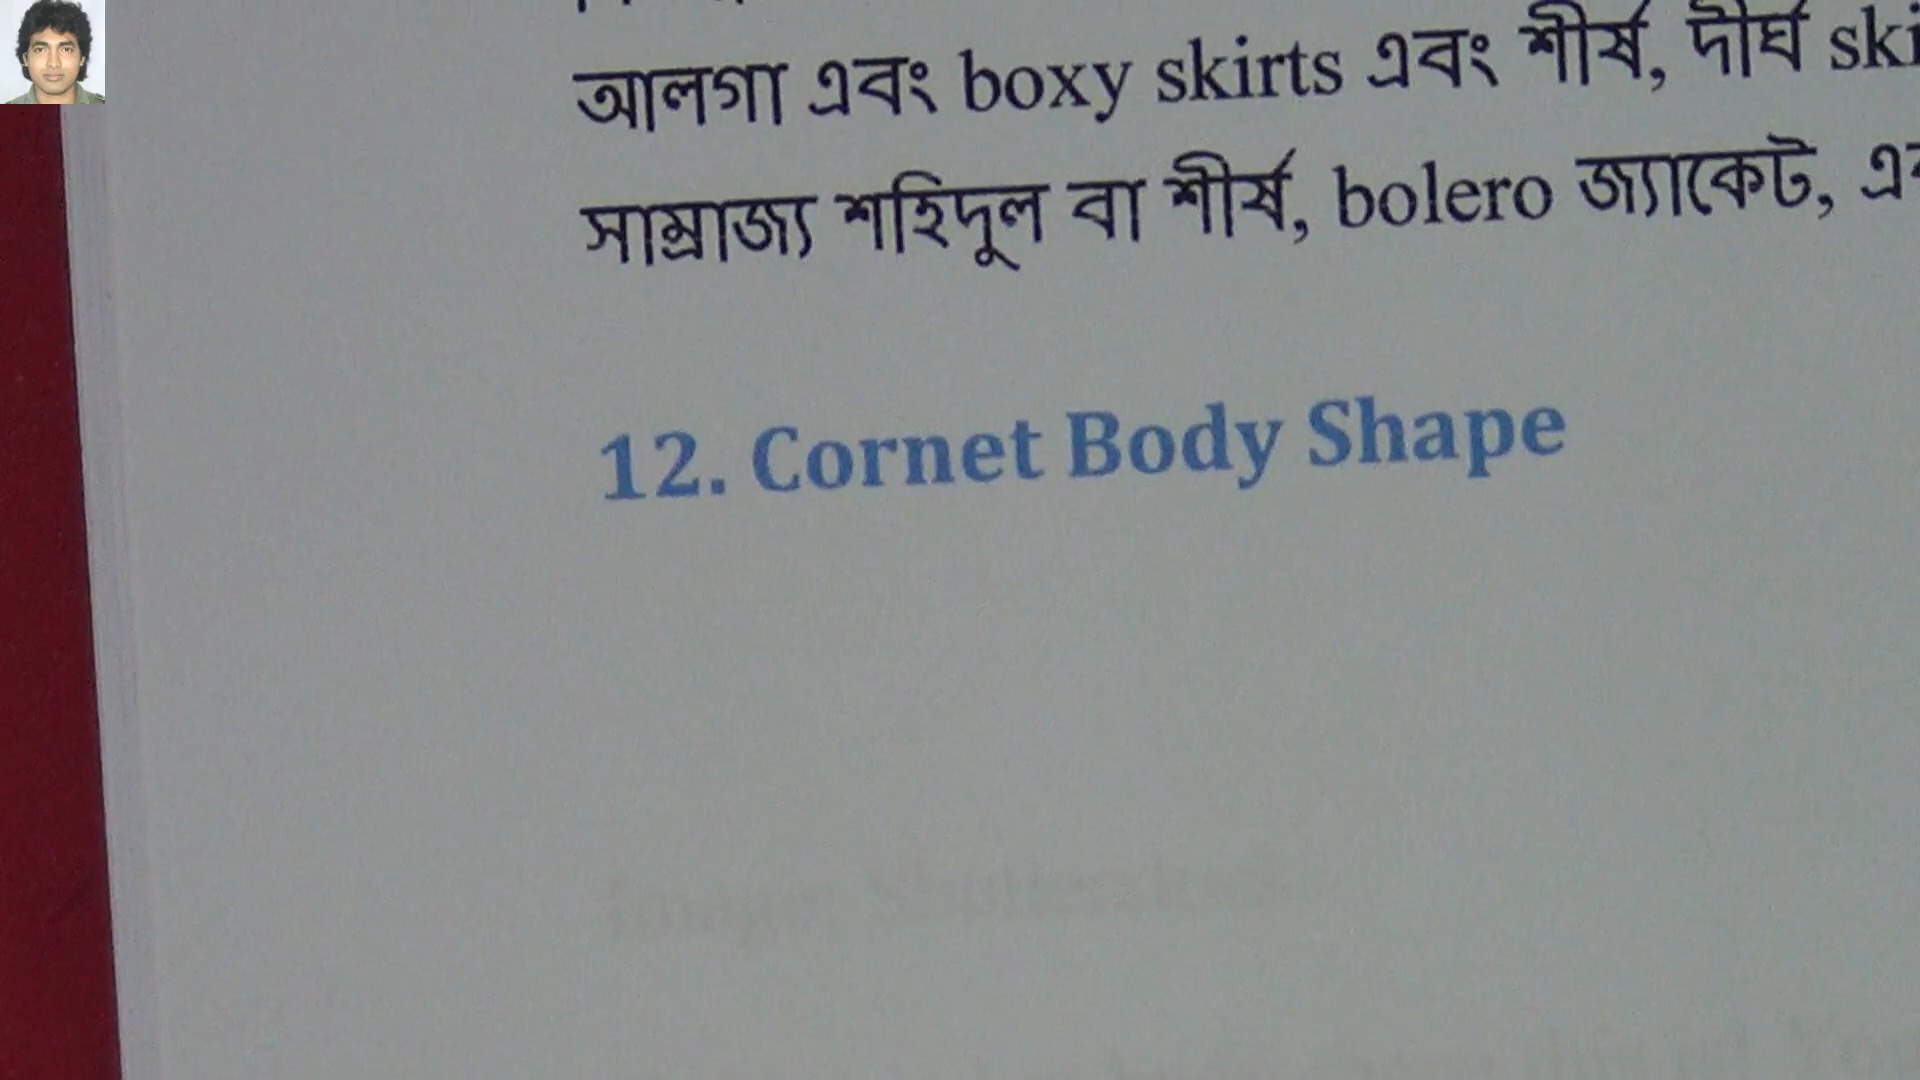 আলগা এবং boxy skirts এবং শীর্ষ, দীর্ঘ
সাম্রাজ্য শহিদুল বা শীর্ষ, bolero জ্যাকেট,
12. Cornet Body Shape